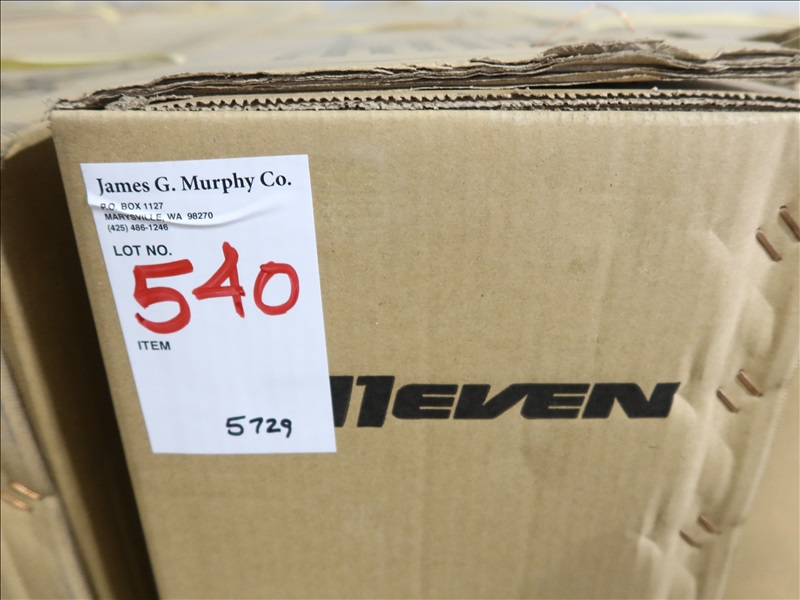 James G. Murphy Co.
P.O. BOX 1127
MARYSVILLE, WA 98270
(425) 486-1246
LOT NO.
540
ITEM
5729
11EVEN